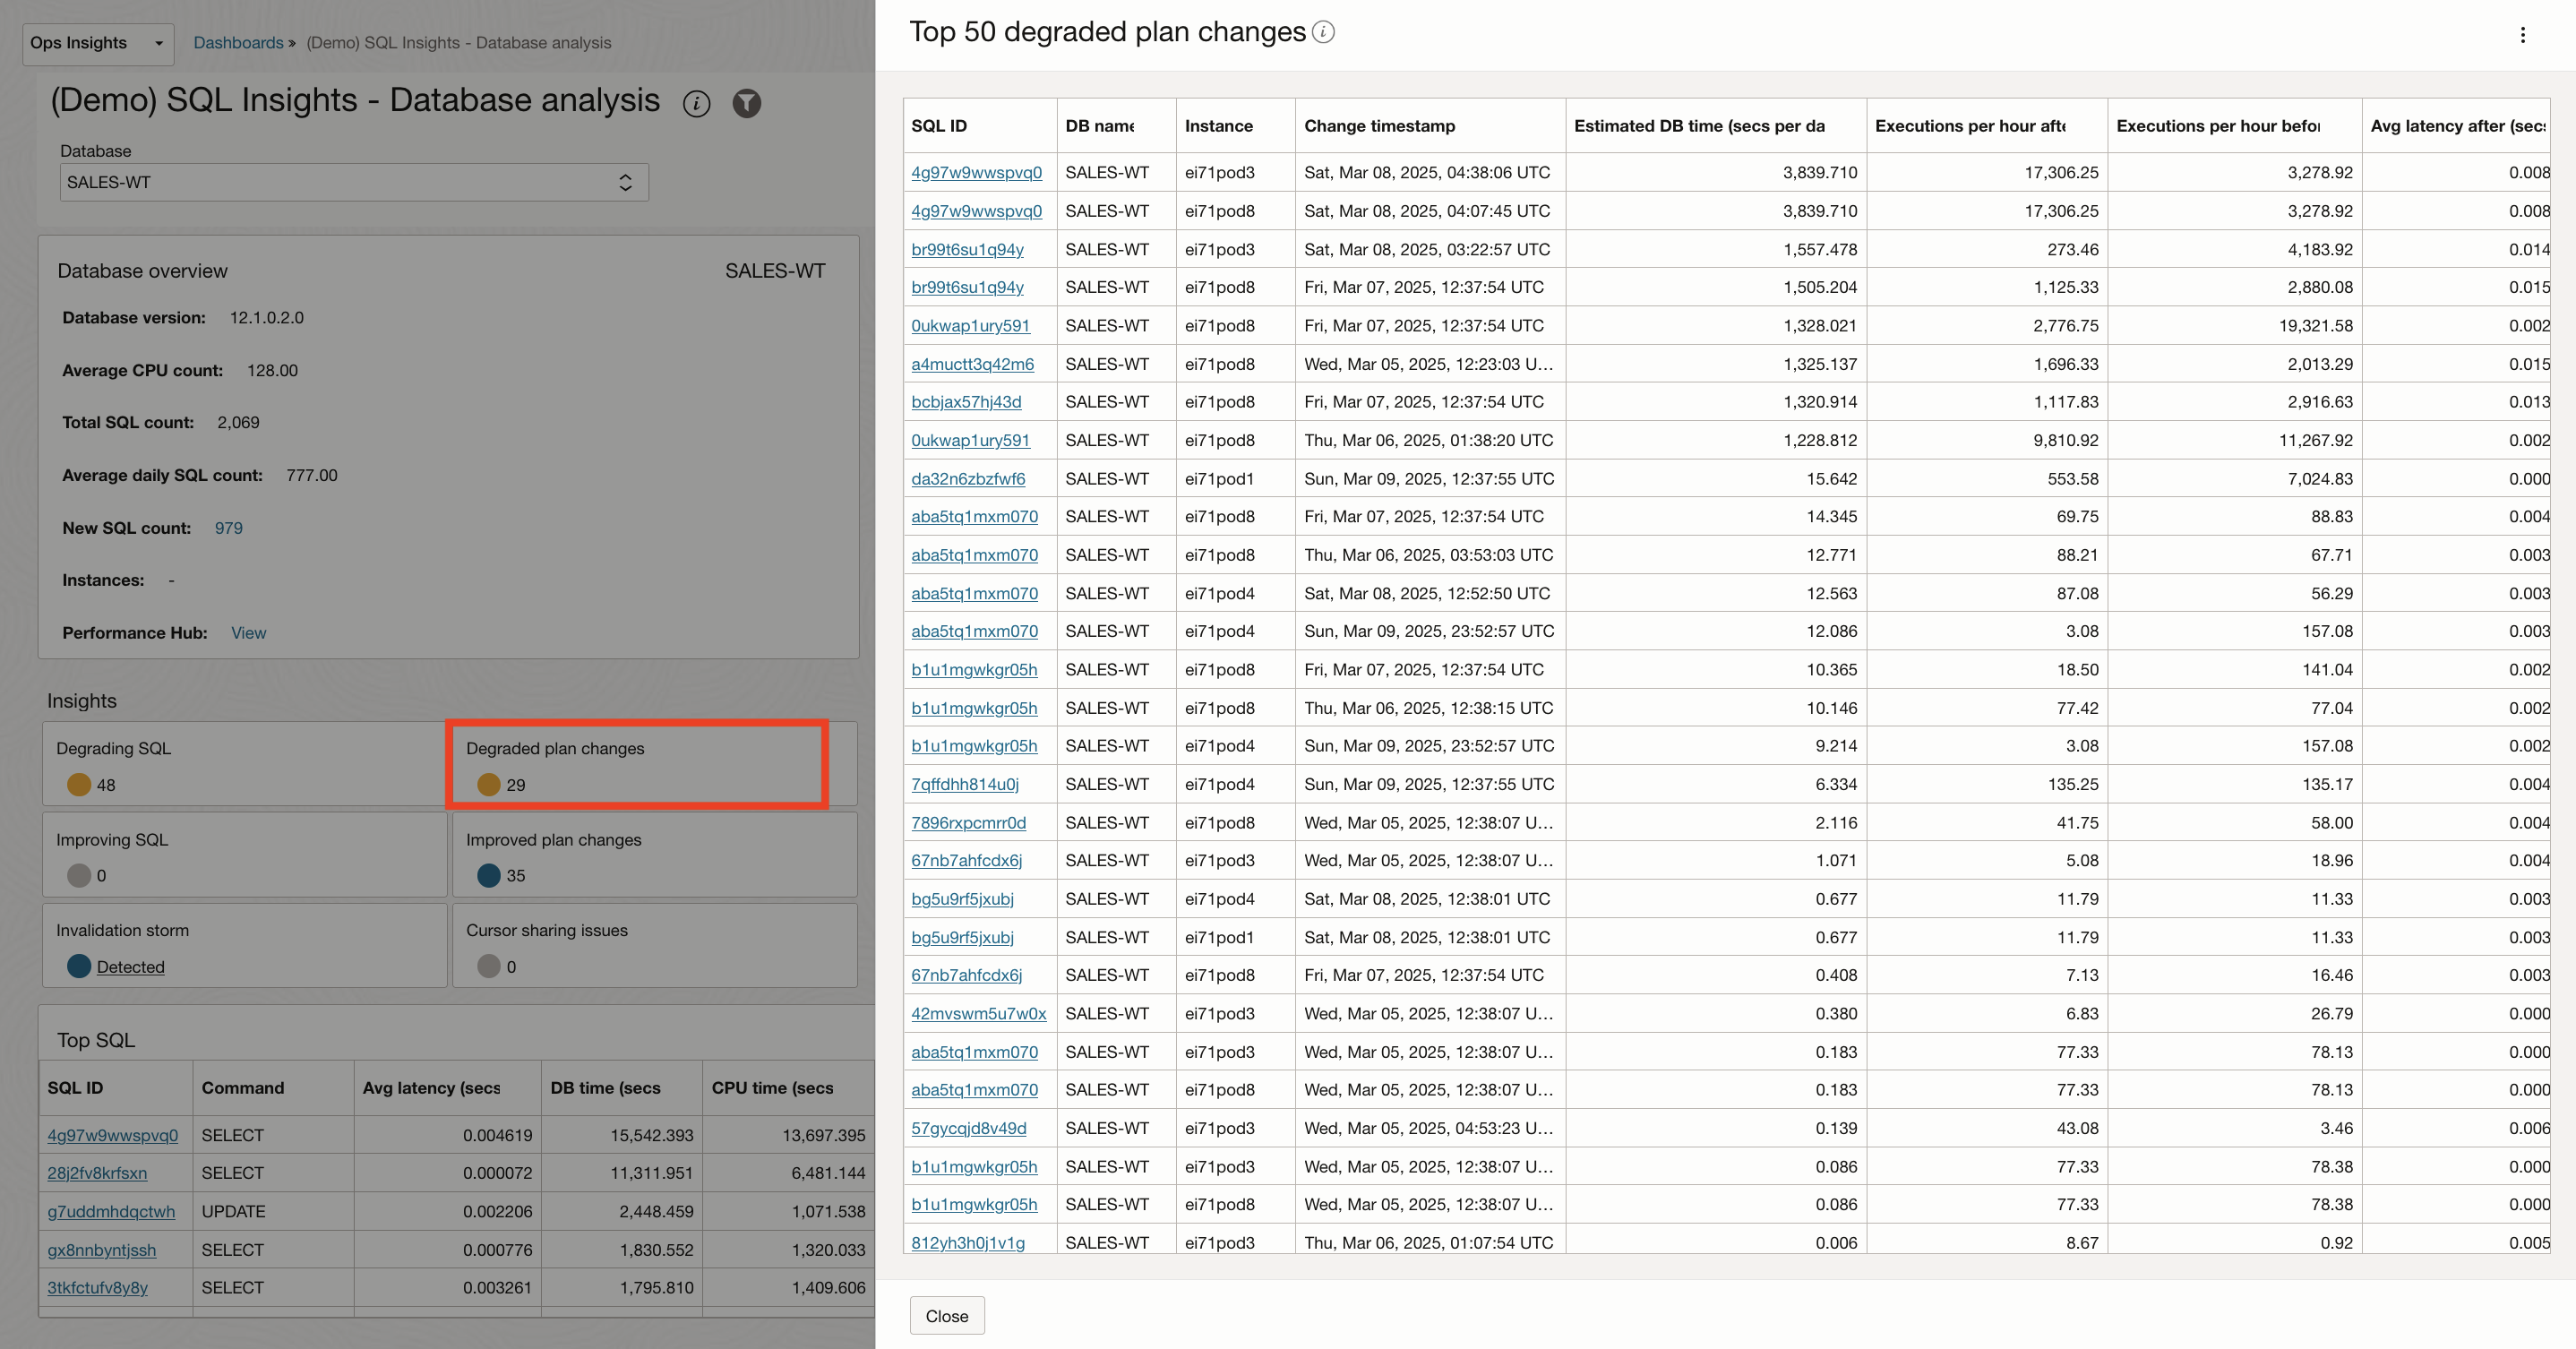 Ops Insights
Dashboards » (Demo) SQL Insights - Database analysis
(Demo) SQL Insights - Database analysis
Database
SALES-WT
Database overview SALES-WT
Database version: 12.1.0.2.0
Average CPU count: 128.00
Total SQL count: 2,069
Average daily SQL count: 777.00
New SQL count: 979
Instances: -
Performance Hub: View
Insights
Degrading SQL
48
Degraded plan changes
29
Improving SQL
0
Improved plan changes
35
Invalidation storm
Detected
Cursor sharing issues
0
Top SQL
SQL ID Command Avg latency (secs DB time (secs CPU time (secs
4g97w9wwspvq0 SELECT 0.004619 15,542.393 13,697.395
28j2fv8krfsxn SELECT 0.000072 11,311.951 6,481.144
g7uddmhdqctwh UPDATE 0.002206 2,448.459 1,071.538
gx8nnbyntjssh SELECT 0.000776 1,830.552 1,320.033
3tkfctufv8y8y SELECT 0.003261 1,795.810 1,409.606
Top 50 degraded plan changes
SQL ID DB name Instance Change timestamp Estimated DB time (secs per da Executions per hour afte Executions per hour befor Avg latency after (secs
4g97w9wwspvq0 SALES-WT ei71pod3 Sat, Mar 08, 2025, 04:38:06 UTC 3,839.710 17,306.25 3,278.92 0.008
4g97w9wwspvq0 SALES-WT ei71pod8 Sat, Mar 08, 2025, 04:07:45 UTC 3,839.710 17,306.25 3,278.92 0.008
br99t6su1q94y SALES-WT ei71pod3 Sat, Mar 08, 2025, 03:22:57 UTC 1,557.478 273.46 4,183.92 0.014
br99t6su1q94y SALES-WT ei71pod8 Fri, Mar 07, 2025, 12:37:54 UTC 1,505.204 1,125.33 2,880.08 0.015
0ukwap1ury591 SALES-WT ei71pod8 Fri, Mar 07, 2025, 12:37:54 UTC 1,328.021 2,776.75 19,321.58 0.002
a4muctt3q42m6 SALES-WT ei71pod8 Wed, Mar 05, 2025, 12:23:03 U... 1,325.137 1,696.33 2,013.29 0.015
bcbjax57hj43d SALES-WT ei71pod8 Fri, Mar 07, 2025, 12:37:54 UTC 1,320.914 1,117.83 2,916.63 0.013
0ukwap1ury591 SALES-WT ei71pod8 Thu, Mar 06, 2025, 01:38:20 UTC 1,228.812 9,810.92 11,267.92 0.002
da32n6zbzfwf6 SALES-WT ei71pod1 Sun, Mar 09, 2025, 12:37:55 UTC 15.642 553.58 7,024.83 0.000
aba5tq1mxm070 SALES-WT ei71pod8 Fri, Mar 07, 2025, 12:37:54 UTC 14.345 69.75 88.83 0.004
aba5tq1mxm070 SALES-WT ei71pod8 Thu, Mar 06, 2025, 03:53:03 UTC 12.771 88.21 67.71 0.003
aba5tq1mxm070 SALES-WT ei71pod4 Sat, Mar 08, 2025, 12:52:50 UTC 12.563 87.08 56.29 0.003
aba5tq1mxm070 SALES-WT ei71pod4 Sun, Mar 09, 2025, 23:52:57 UTC 12.086 3.08 157.08 0.003
b1u1mgwkgr05h SALES-WT ei71pod8 Fri, Mar 07, 2025, 12:37:54 UTC 10.365 18.50 141.04 0.002
b1u1mgwkgr05h SALES-WT ei71pod8 Thu, Mar 06, 2025, 12:38:15 UTC 10.146 77.42 77.04 0.002
b1u1mgwkgr05h SALES-WT ei71pod4 Sun, Mar 09, 2025, 23:52:57 UTC 9.214 3.08 157.08 0.002
7qffdhh814u0j SALES-WT ei71pod4 Sun, Mar 09, 2025, 12:37:55 UTC 6.334 135.25 135.17 0.004
7896rxpcmrr0d SALES-WT ei71pod8 Wed, Mar 05, 2025, 12:38:07 U... 2.116 41.75 58.00 0.004
67nb7ahfcdx6j SALES-WT ei71pod3 Wed, Mar 05, 2025, 12:38:07 U... 1.071 5.08 18.96 0.004
bg5u9rf5jxubj SALES-WT ei71pod4 Sat, Mar 08, 2025, 12:38:01 UTC 0.677 11.79 11.33 0.003
bg5u9rf5jxubj SALES-WT ei71pod1 Sat, Mar 08, 2025, 12:38:01 UTC 0.677 11.79 11.33 0.003
67nb7ahfcdx6j SALES-WT ei71pod8 Fri, Mar 07, 2025, 12:37:54 UTC 0.408 7.13 16.46 0.003
42mvswm5u7w0x SALES-WT ei71pod3 Wed, Mar 05, 2025, 12:38:07 U... 0.380 6.83 26.79 0.000
aba5tq1mxm070 SALES-WT ei71pod3 Wed, Mar 05, 2025, 12:38:07 U... 0.183 77.33 78.13 0.000
aba5tq1mxm070 SALES-WT ei71pod8 Wed, Mar 05, 2025, 12:38:07 U... 0.183 77.33 78.13 0.000
57gycqjd8v49d SALES-WT ei71pod3 Wed, Mar 05, 2025, 04:53:23 U... 0.139 43.08 3.46 0.006
b1u1mgwkgr05h SALES-WT ei71pod3 Wed, Mar 05, 2025, 12:38:07 U... 0.086 77.33 78.38 0.000
b1u1mgwkgr05h SALES-WT ei71pod8 Wed, Mar 05, 2025, 12:38:07 U... 0.086 77.33 78.38 0.000
812yh3h0j1v1g SALES-WT ei71pod3 Thu, Mar 06, 2025, 01:07:54 UTC 0.006 8.67 0.92 0.005
Close